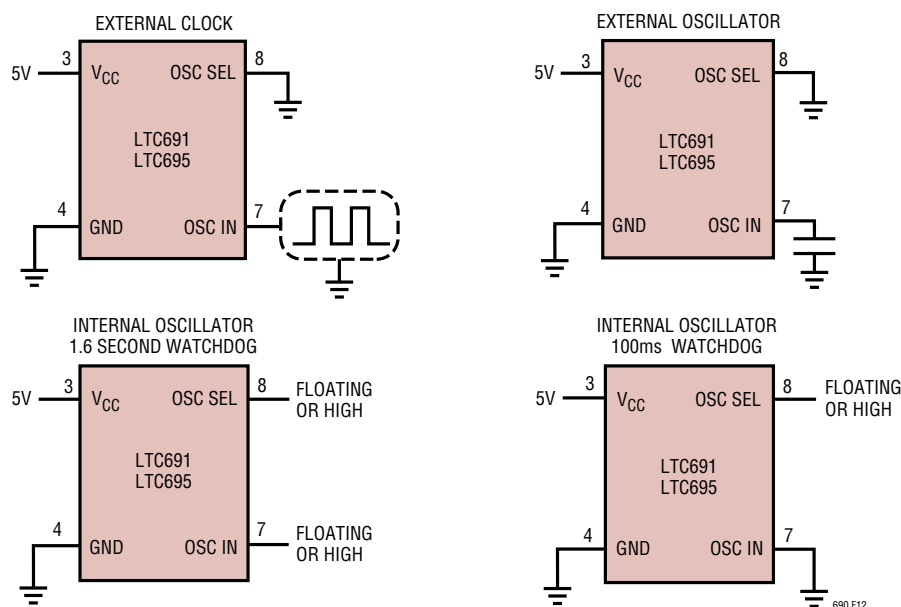 EXTERNAL CLOCK
5V
3
VCC
OSC SEL
8
LTC691
LTC695
4
GND
OSC IN
7
EXTERNAL OSCILLATOR
5V
3
VCC
OSC SEL
8
LTC691
LTC695
4
GND
OSC IN
7
INTERNAL OSCILLATOR
1.6 SECOND WATCHDOG
5V
3
VCC
OSC SEL
8
FLOATING
OR HIGH
LTC691
LTC695
4
GND
OSC IN
7
FLOATING
OR HIGH
INTERNAL OSCILLATOR
100ms WATCHDOG
5V
3
VCC
OSC SEL
8
FLOATING
OR HIGH
LTC691
LTC695
4
GND
OSC IN
7
690 F12